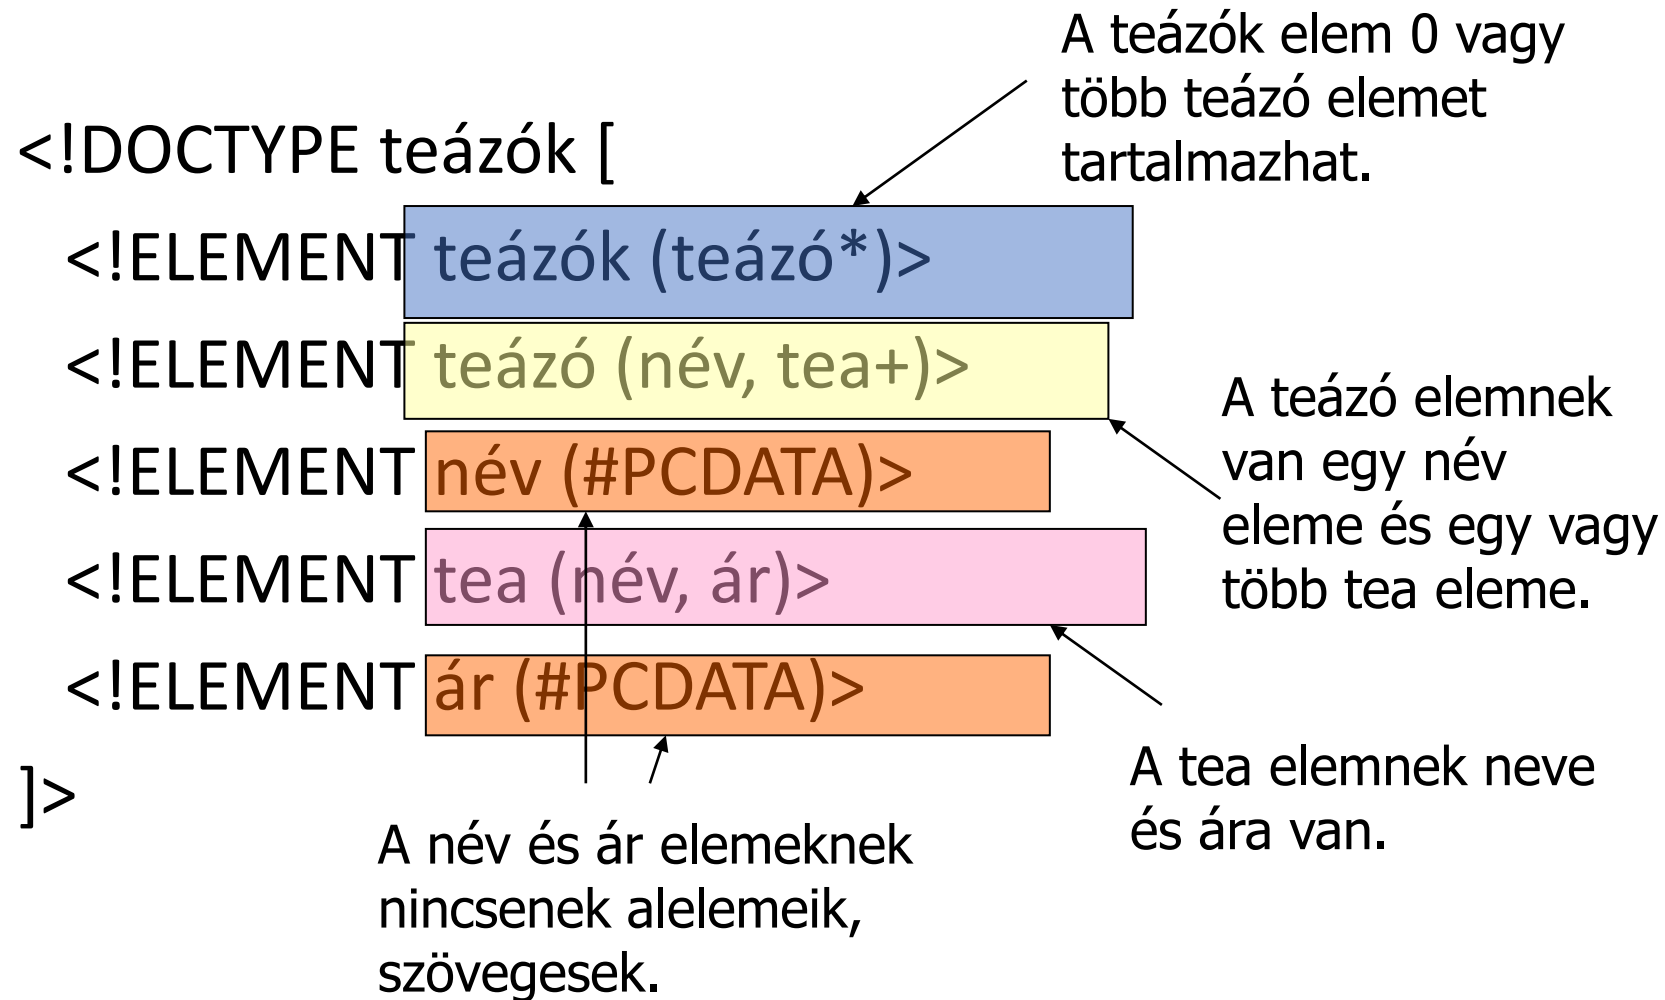 A teázók elem 0 vagy
több teázó elemet
tartalmazhat.
<!DOCTYPE teázók [
<!ELEMENT teázók (teázó*)>
<!ELEMENT teázó (név, tea+)>
<!ELEMENT név (#PCDATA)>
<!ELEMENT tea (név, ár)>
<!ELEMENT ár (#PCDATA)>
]>
A teázó elemnek
van egy név
eleme és egy vagy
több tea eleme.
A tea elemnek neve
és ára van.
A név és ár elemeknek
nincsenek alelemeik,
szövegesek.